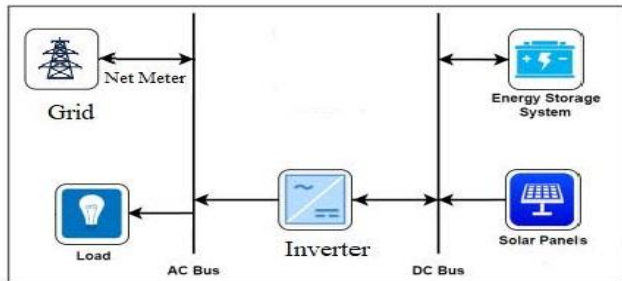 Net Meter
Grid
Energy Storage
System
Load
Inverter
Solar Panels
AC Bus
DC Bus